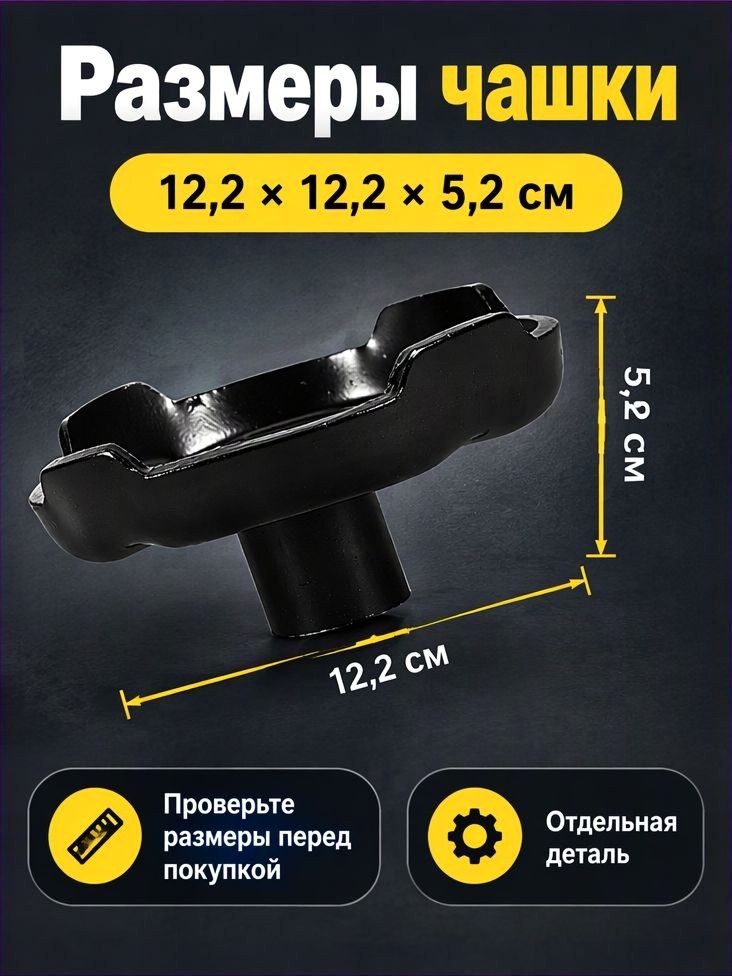 Размеры чашки
12,2 × 12,2 × 5,2 см
5,2 см
12,2 см
Проверьте
размеры перед
покупкой
Отдельная
деталь